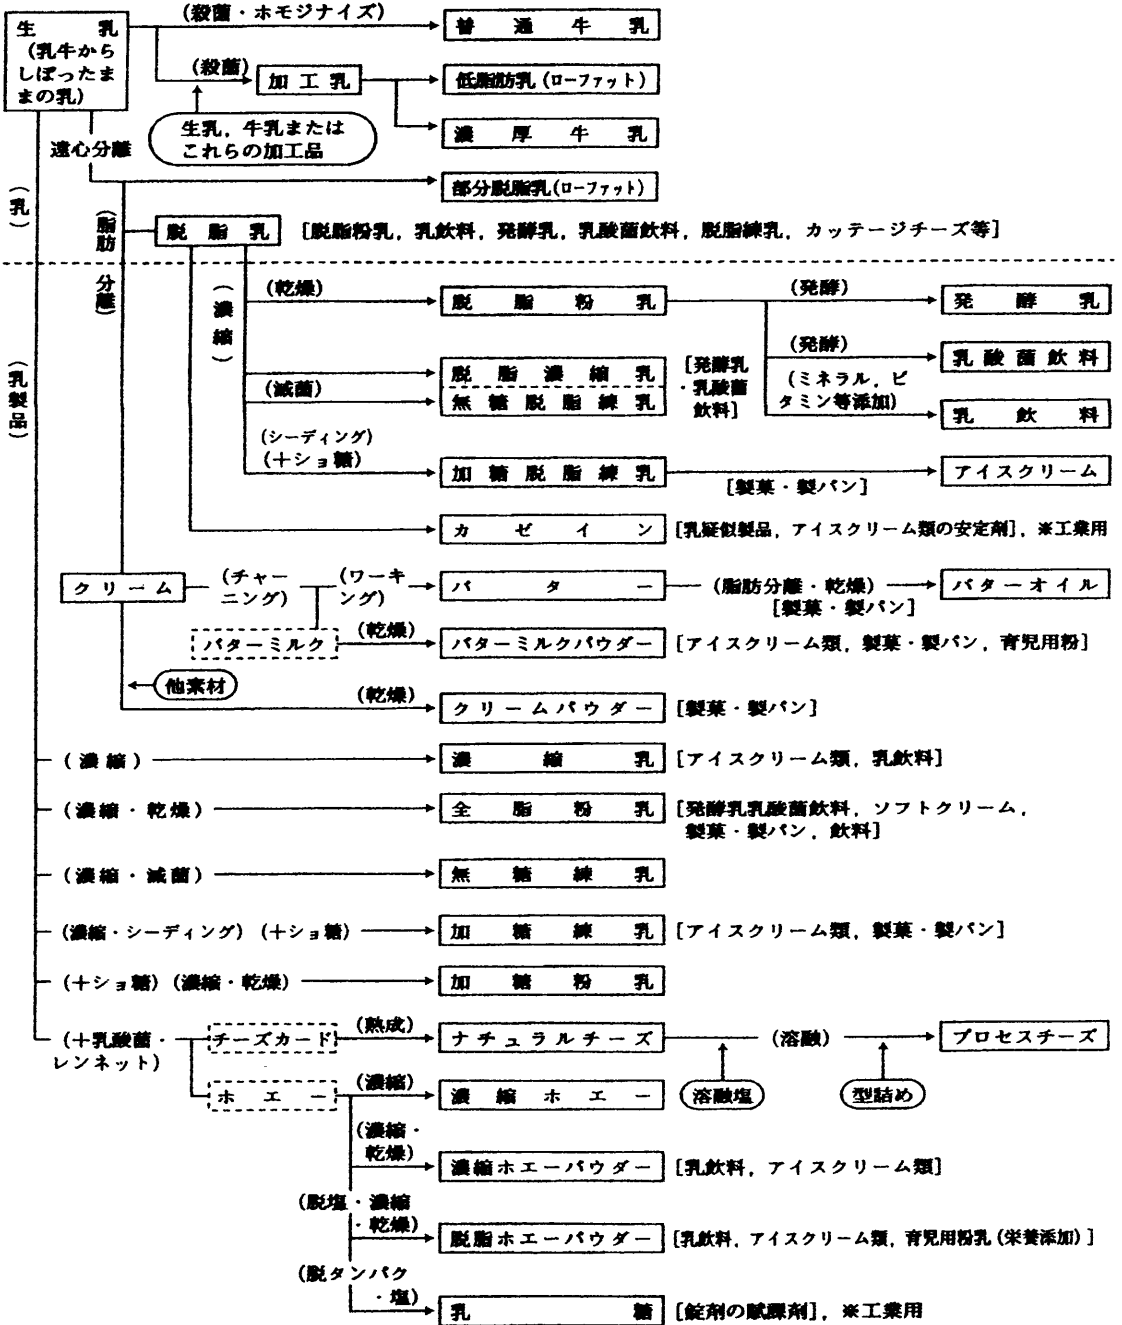 生乳
(乳牛から
しぼったま
まの乳)
(殺菌・ホモジナイズ)
普通牛乳
(殺菌)
加工乳
低脂肪乳(ローファット)
生乳，牛乳または
これらの加工品
濃厚牛乳
遠心分離
部分脱脂乳(ローファット)
(乳)
(脂肪
分離)
脱脂乳
[脱脂粉乳，乳飲料，発酵乳，乳酸菌飲料，脱脂練乳，カッテージチーズ等]
(濃縮)
(乾燥)
脱脂粉乳
(発酵)
発酵乳
(乳製品)
(発酵)
乳酸菌飲料
脱脂濃縮乳
[発酵乳
・乳酸菌
飲料]
(ミネラル，ビ
タミン等添加)
(滅菌)
無糖脱脂練乳
乳飲料
(シーディング)
(＋ショ糖)
加糖脱脂練乳
[製菓・製パン]
アイスクリーム
カゼイン
[乳疑似製品，アイスクリーム類の安定剤]，※工業用
クリーム
(チャー
ニング)
(ワーキ
ング)
バター
(脂肪分離・乾燥)
[製菓・製パン]
バターオイル
バターミルク
(乾燥)
バターミルクパウダー
[アイスクリーム類，製菓・製パン，育児用粉]
他素材
(乾燥)
クリームパウダー
[製菓・製パン]
(濃縮)
濃縮乳
[アイスクリーム類，乳飲料]
(濃縮・乾燥)
全脂粉乳
[発酵乳乳酸菌飲料，ソフトクリーム，
製菓・製パン，飲料]
(濃縮・滅菌)
無糖練乳
(濃縮・シーディング)(＋ショ糖)
加糖練乳
[アイスクリーム類，製菓・製パン]
(＋ショ糖)(濃縮・乾燥)
加糖粉乳
(＋乳酸菌・
レンネット)
チーズカード
(熟成)
ナチュラルチーズ
(溶融)
プロセスチーズ
ホエー
(濃縮)
濃縮ホエー
溶融塩
型詰め
(濃縮・
乾燥)
濃縮ホエーパウダー
[乳飲料，アイスクリーム類]
(脱塩・濃縮
・乾燥)
脱脂ホエーパウダー
[乳飲料，アイスクリーム類，育児用粉乳(栄養添加)]
(脱タンパク
・塩)
乳糖
[錠剤の賦課剤]，※工業用